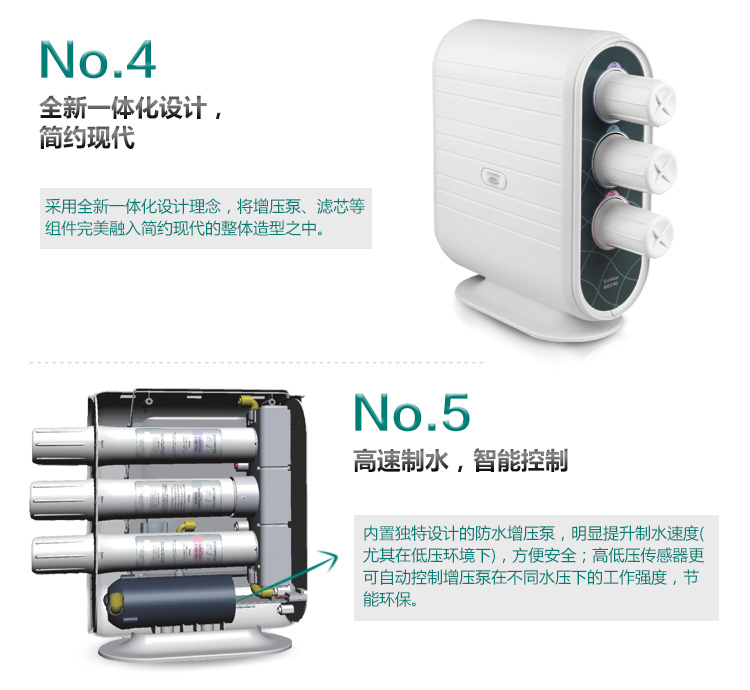 No.4
全新一体化设计，
简约现代
采用全新一体化设计理念，将增压泵、滤芯等
组件完美融入简约现代的整体造型之中。
No.5
高速制水，智能控制
内置独特设计的防水增压泵，明显提升制水速度(
尤其在低压环境下)，方便安全；高低压传感器更
可自动控制增压泵在不同水压下的工作强度，节
能环保。